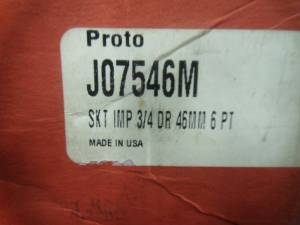 Proto
J07546M
SKT IMP 3/4 DR 46MM 6 PT
MADE IN USA